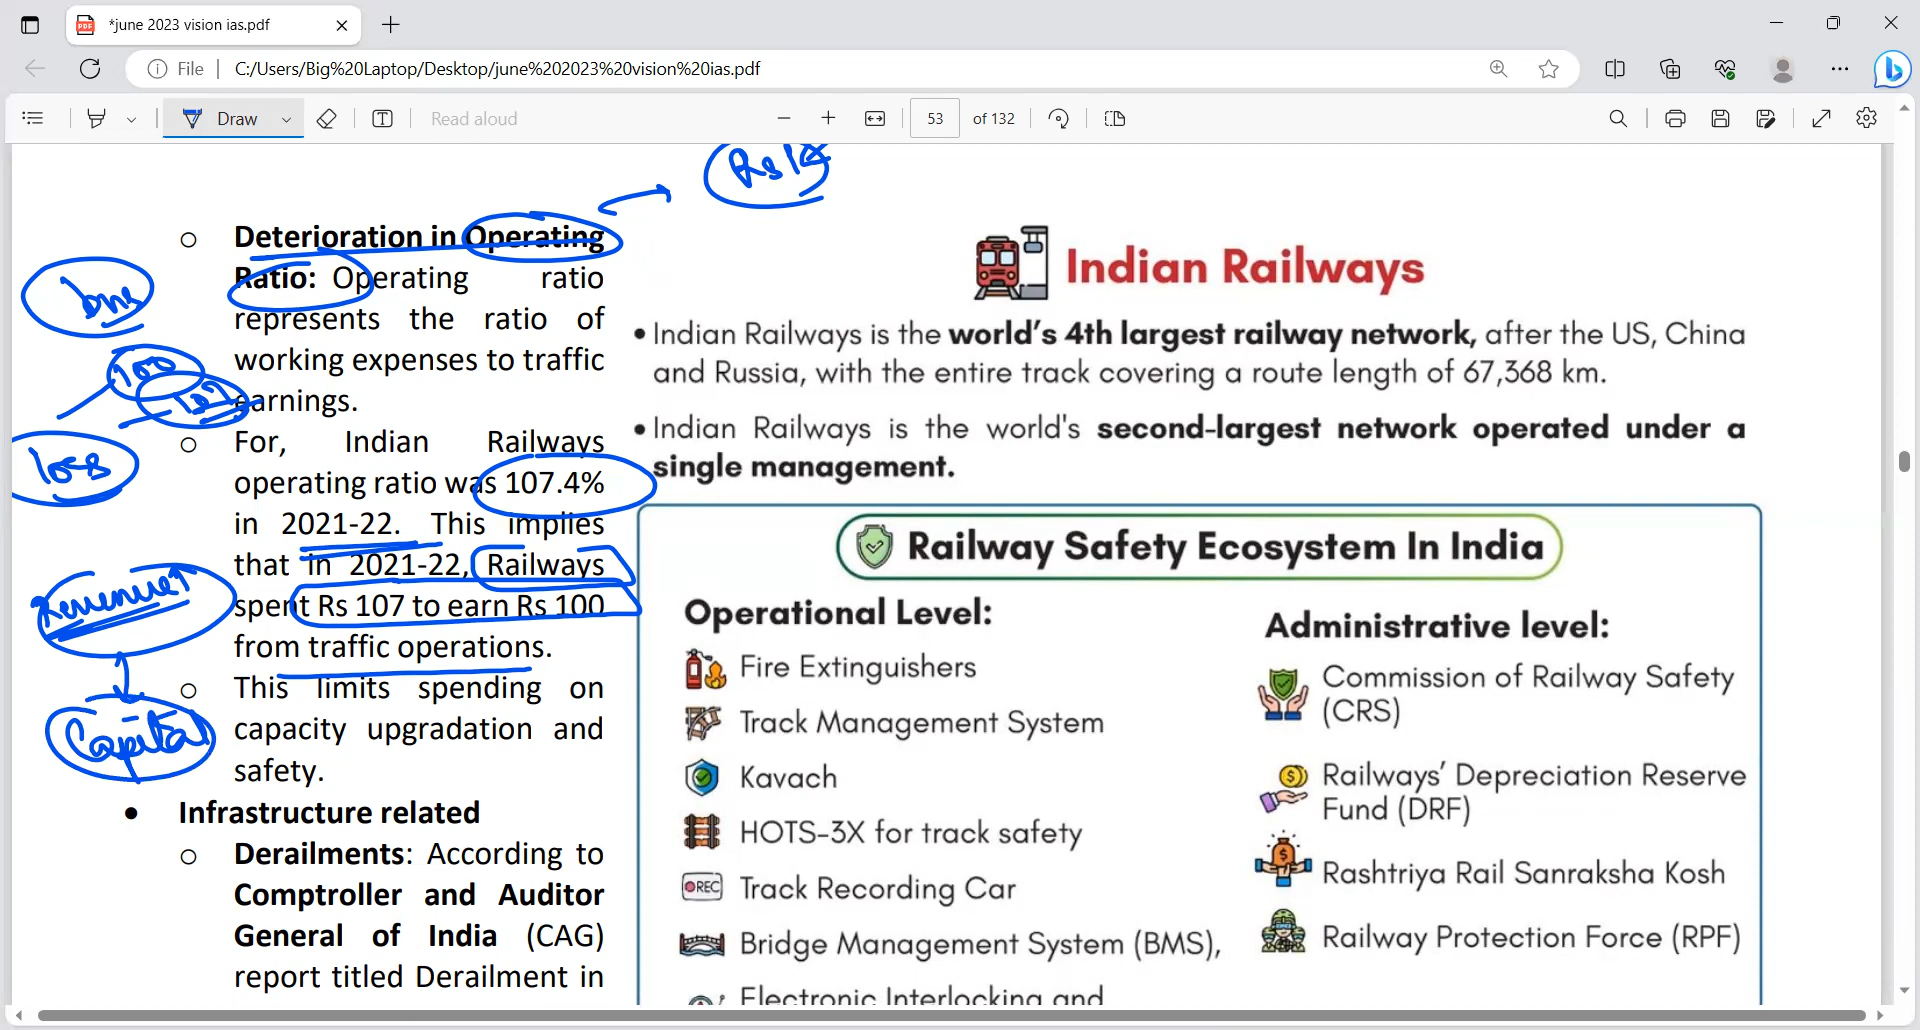 *june 2023 vision ias.pdf
File
C:/Users/Big%20Laptop/Desktop/june%202023%20vision%20ias.pdf
Draw
Read aloud
53 of 132
Deterioration in Operating
Ratio: Operating ratio
represents the ratio of
working expenses to traffic
earnings.
For, Indian Railways
operating ratio was 107.4%
in 2021-22. This implies
that in 2021-22, Railways
spent Rs 107 to earn Rs 100
from traffic operations.
This limits spending on
capacity upgradation and
safety.
• Infrastructure related
Derailments: According to
Comptroller and Auditor
General of India (CAG)
report titled Derailment in
100
107
loss
Revenue
Capital
Indian Railways
• Indian Railways is the world's 4th largest railway network, after the US, China
and Russia, with the entire track covering a route length of 67,368 km.
• Indian Railways is the world's second-largest network operated under a
single management.
Railway Safety Ecosystem In India
Operational Level:
Fire Extinguishers
Track Management System
Kavach
HOTS-3X for track safety
REC
Track Recording Car
Bridge Management System (BMS),
Electronic Interlocking and
Administrative level:
Commission of Railway Safety
(CRS)
Railways' Depreciation Reserve
Fund (DRF)
Rashtriya Rail Sanraksha Kosh
Railway Protection Force (RPF)